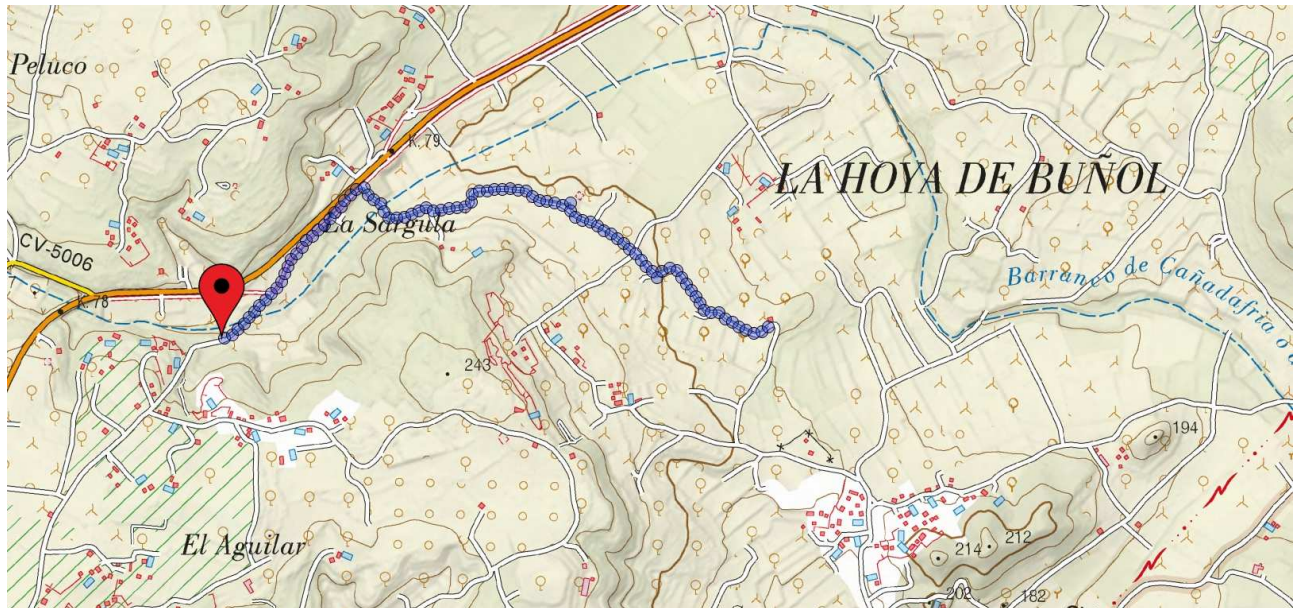 Peluco
K. 79
LA HOYA DE BUÑOL
La Sargula
CV-5006
K. 78
Barranco de Cañadafría o d
243
194
El Aguilar
214
212
202
182